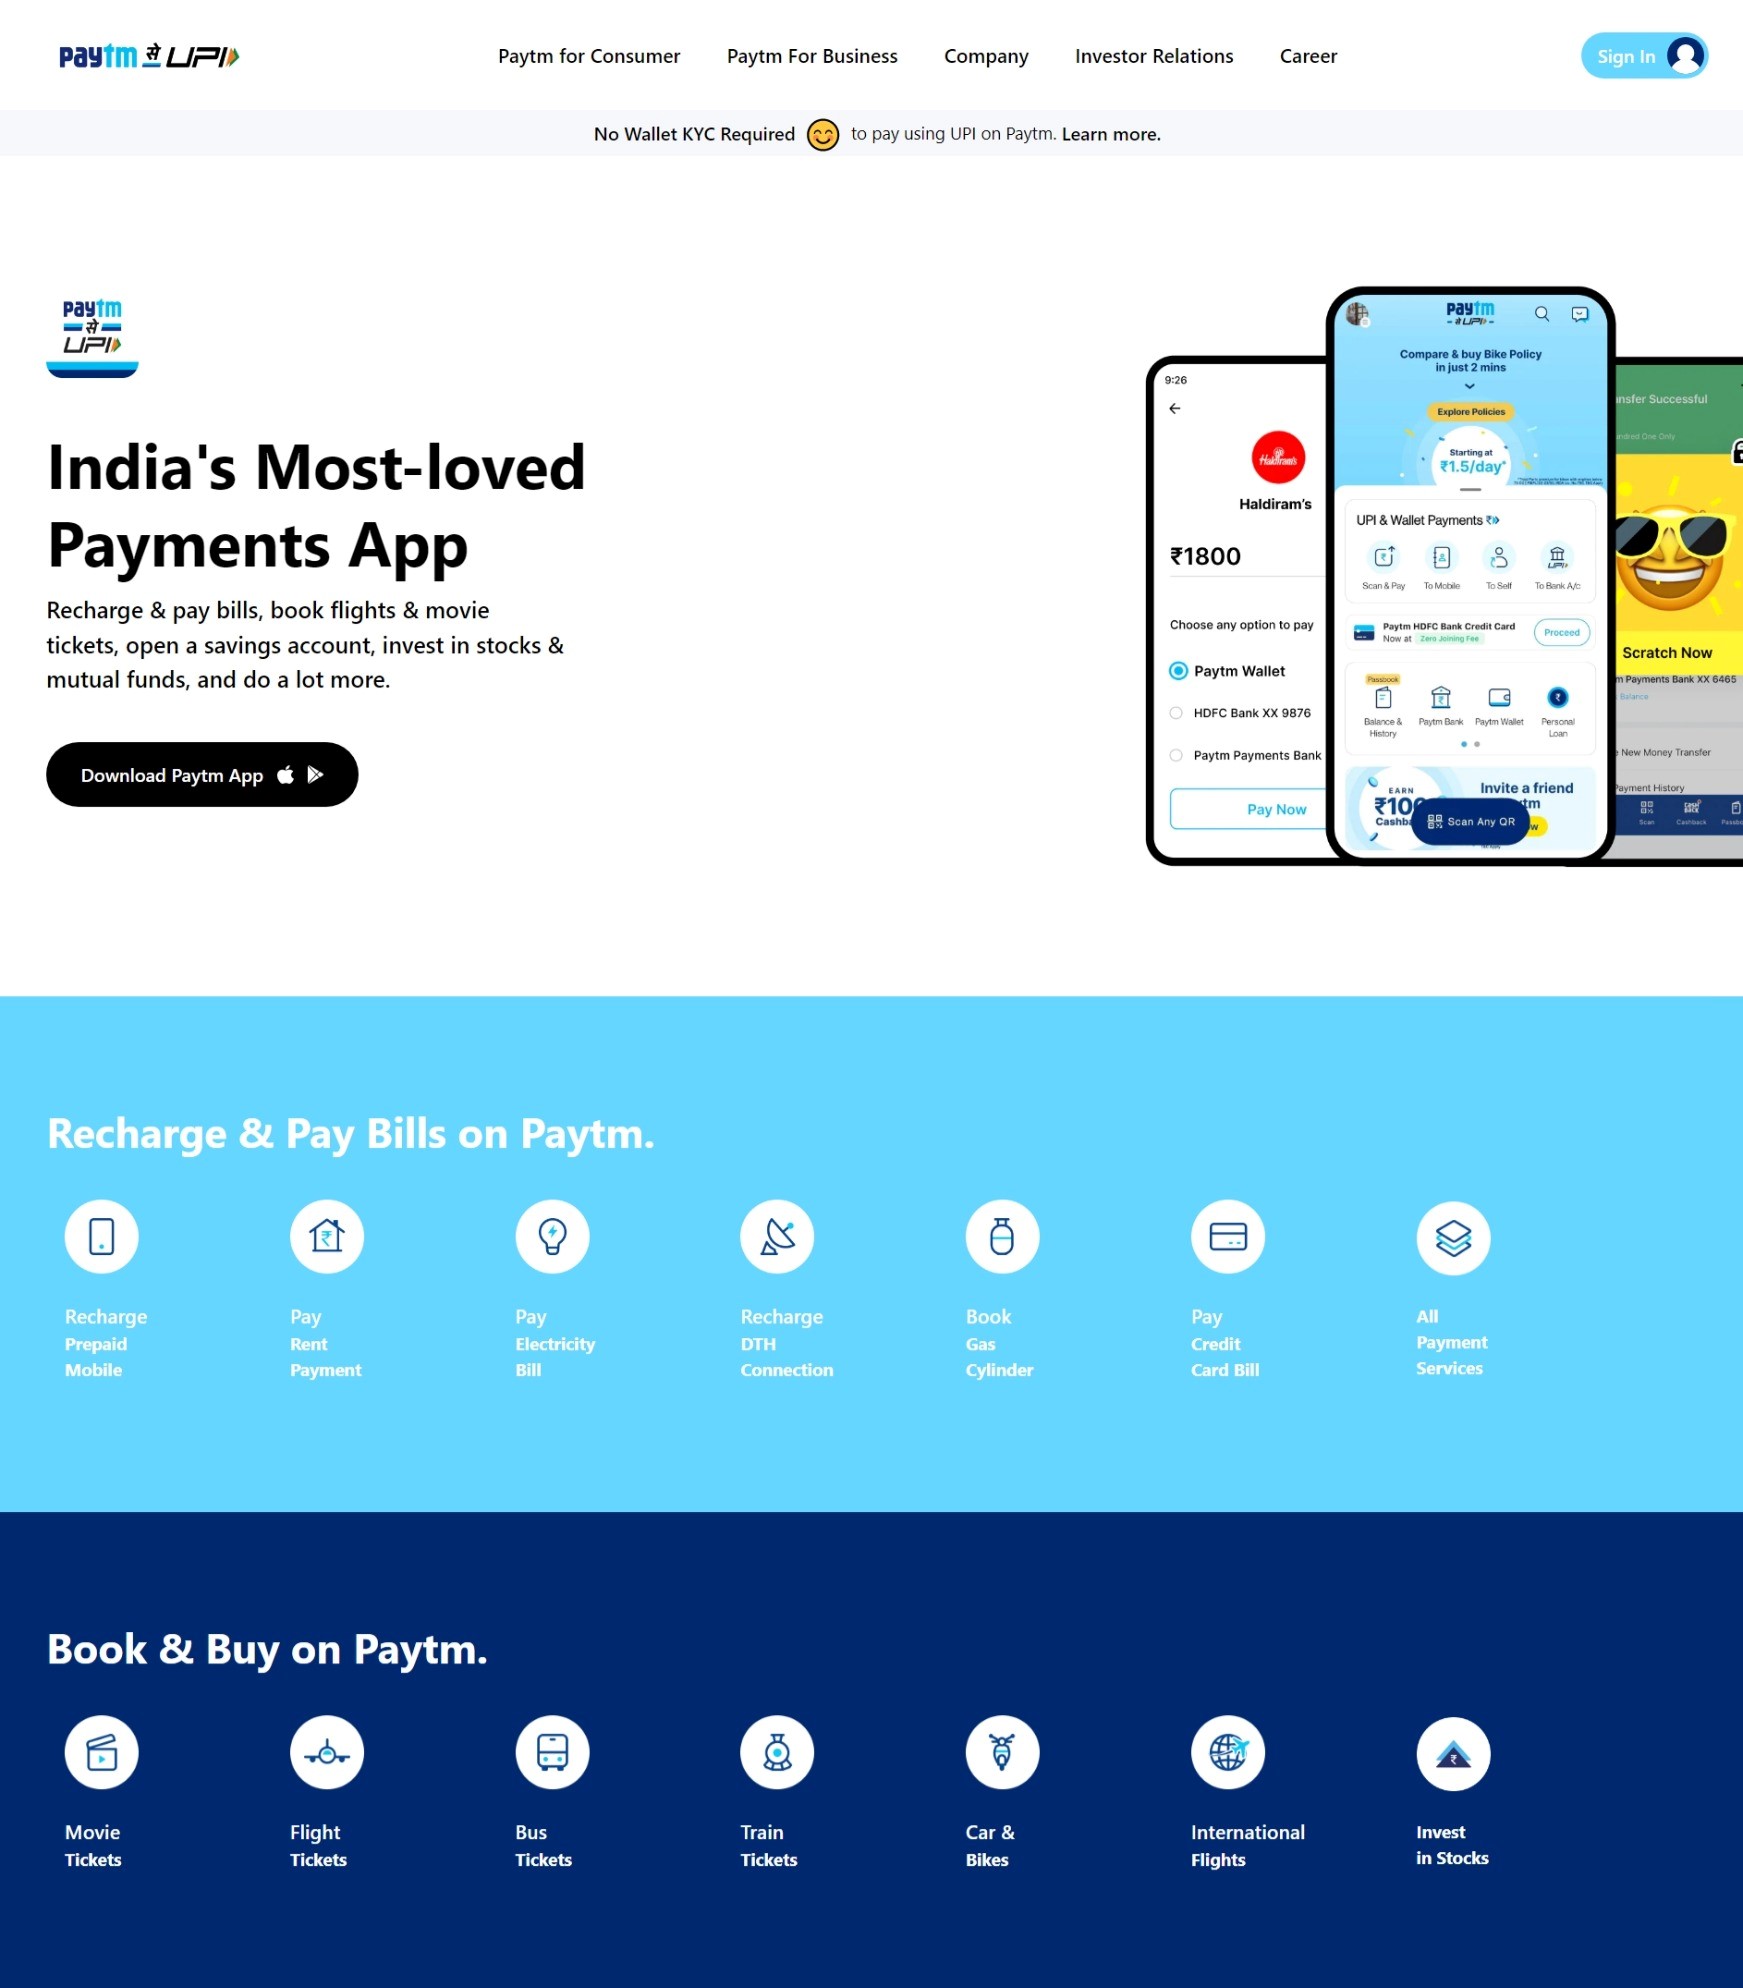 paytm से UPI
Paytm for Consumer
Paytm For Business
Company
Investor Relations
Career
Sign In
No Wallet KYC Required to pay using UPI on Paytm. Learn more.
paytm
से
UPI
India's Most-loved
Payments App
Recharge & pay bills, book flights & movie
tickets, open a savings account, invest in stocks &
mutual funds, and do a lot more.
Download Paytm App
9:26
Haldiram's
Haldiram's
₹1800
Choose any option to pay
Paytm Wallet
HDFC Bank XX 9876
Paytm Payments Bank
Pay Now
paytm
से UPI
Compare & buy Bike Policy
in just 2 mins
Explore Policies
Starting at
₹1.5/day*
UPI & Wallet Payments
Scan & Pay
To Mobile
To Self
To Bank A/c
Paytm HDFC Bank Credit Card
Now at Zero Joining Fee
Proceed
Passbook
Balance &
History
Paytm Bank
Paytm Wallet
Personal
Loan
EARN
₹100
Invite a friend
Scan Any QR
Successful
One Only
Scratch Now
Payments Bank XX 6465
Balance
New Money Transfer
Payment History
Scan
Cashback
Recharge & Pay Bills on Paytm.
Recharge
Prepaid
Mobile
Pay
Rent
Payment
Pay
Electricity
Bill
Recharge
DTH
Connection
Book
Gas
Cylinder
Pay
Credit
Card Bill
All
Payment
Services
Book & Buy on Paytm.
Movie
Tickets
Flight
Tickets
Bus
Tickets
Train
Tickets
Car &
Bikes
International
Flights
Invest
in Stocks